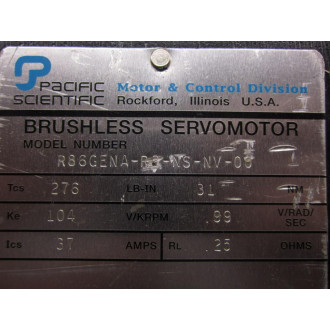 PACIFIC
SCIENTIFIC
Motor & Control Division
Rockford, Illinois U.S.A.
BRUSHLESS SERVOMOTOR
MODEL NUMBER
Tcs 276 LB-IN 31 NM
Ke 104 V/KRPM .99 V/RAD/SEC
Ics 37 AMPS RL .25 OHMS